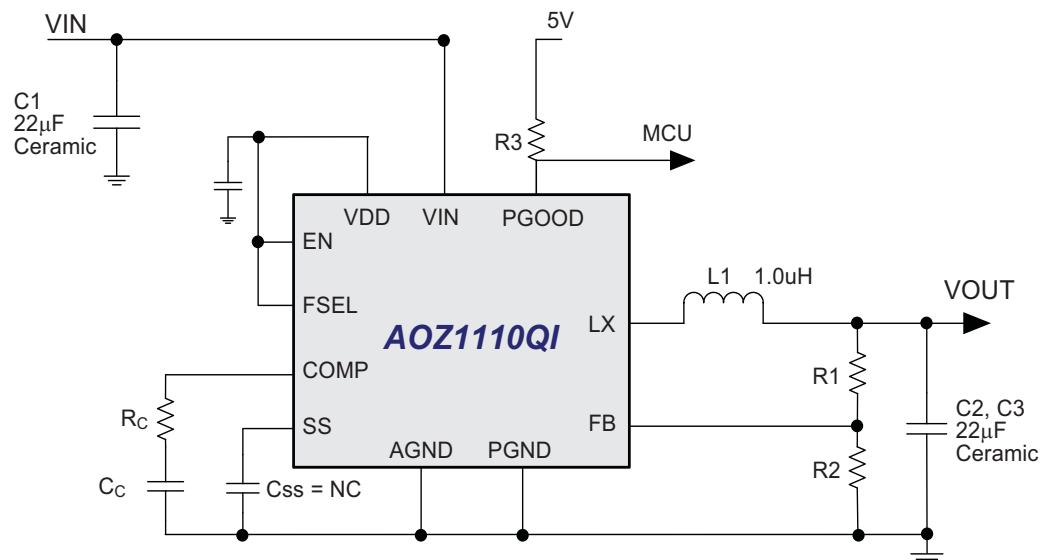 VIN
5V
C1
22µF
Ceramic
R3
MCU
VDD
VIN
PGOOD
EN
FSEL
COMP
SS
AOZ1110QI
LX
FB
AGND
PGND
L1
1.0uH
VOUT
R1
R2
C2, C3
22µF
Ceramic
RC
CC
Css = NC